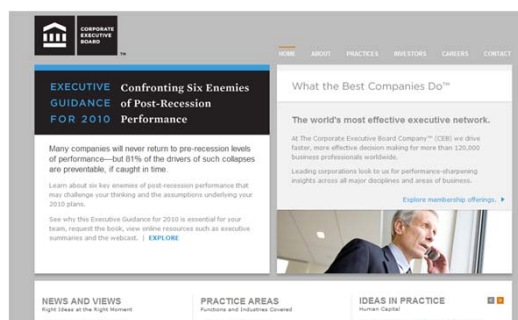 CORPORATE
EXECUTIVE
BOARD
HOME ABOUT PRACTICES INVESTORS CAREERS CONTACT
EXECUTIVE
GUIDANCE
FOR 2010
Confronting Six Enemies
of Post-Recession
Performance
Many companies will never return to pre-recession levels
of performance—but 81% of the drivers of such collapses
are preventable, if caught in time.
Learn about six key enemies of post-recession performance that
may challenge your thinking and the assumptions underlying your
2010 plans.
See why this Executive Guidance for 2010 is essential for your
team, request the book, view online resources such as executive
summaries and the webcast. | EXPLORE
What the Best Companies Do™
The world's most effective executive network.
At The Corporate Executive Board Company™ (CEB) we drive
faster, more effective decision making for more than 120,000
business professionals worldwide.
Leading corporations look to us for performance-sharpening
insights across all major disciplines and areas of business.
Explore membership offerings.
NEWS AND VIEWS
Right Ideas at the Right Moment
PRACTICE AREAS
Functions and Industries Covered
IDEAS IN PRACTICE
Human Capital